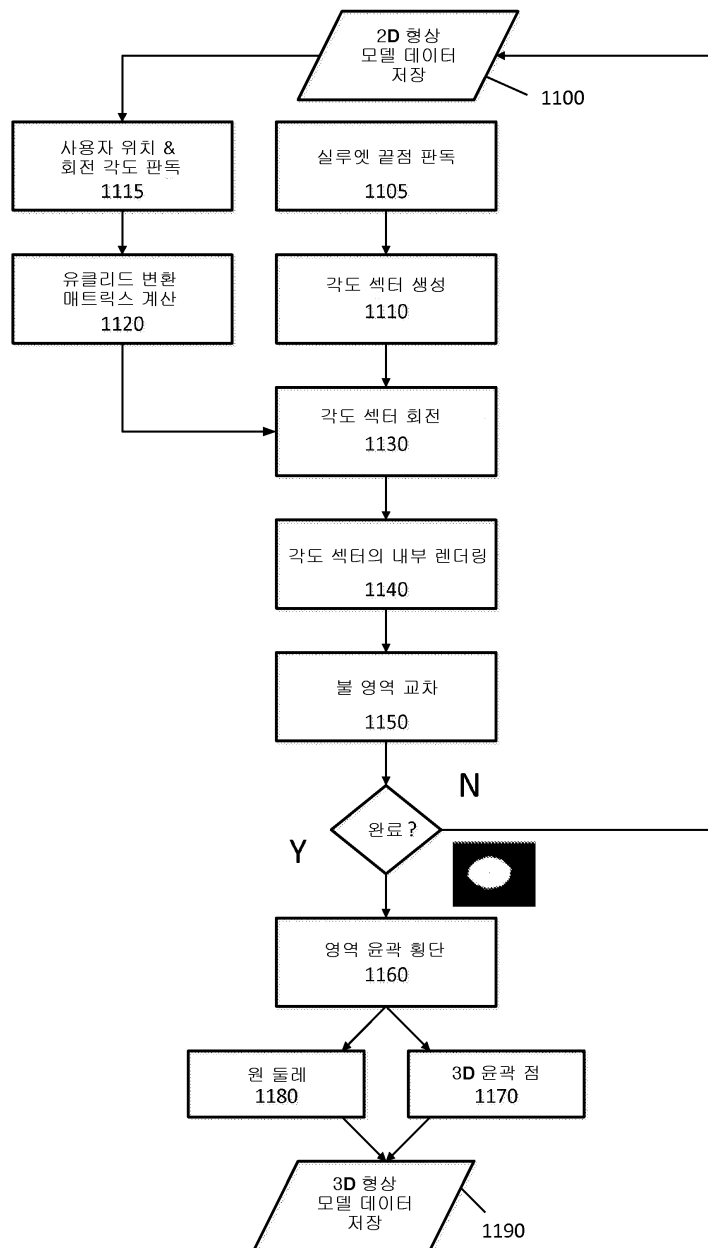 2D 형상
모델 데이터
저장
1100
사용자 위치 &
회전 각도 판독
1115
실루엣 끝점 판독
1105
유클리드 변환
매트릭스 계산
1120
각도 섹터 생성
1110
각도 섹터 회전
1130
각도 섹터의 내부 렌더링
1140
불 영역 교차
1150
N
완료 ?
Y
영역 윤곽 횡단
1160
원 둘레
1180
3D 윤곽 점
1170
3D 형상
모델 데이터
저장
1190